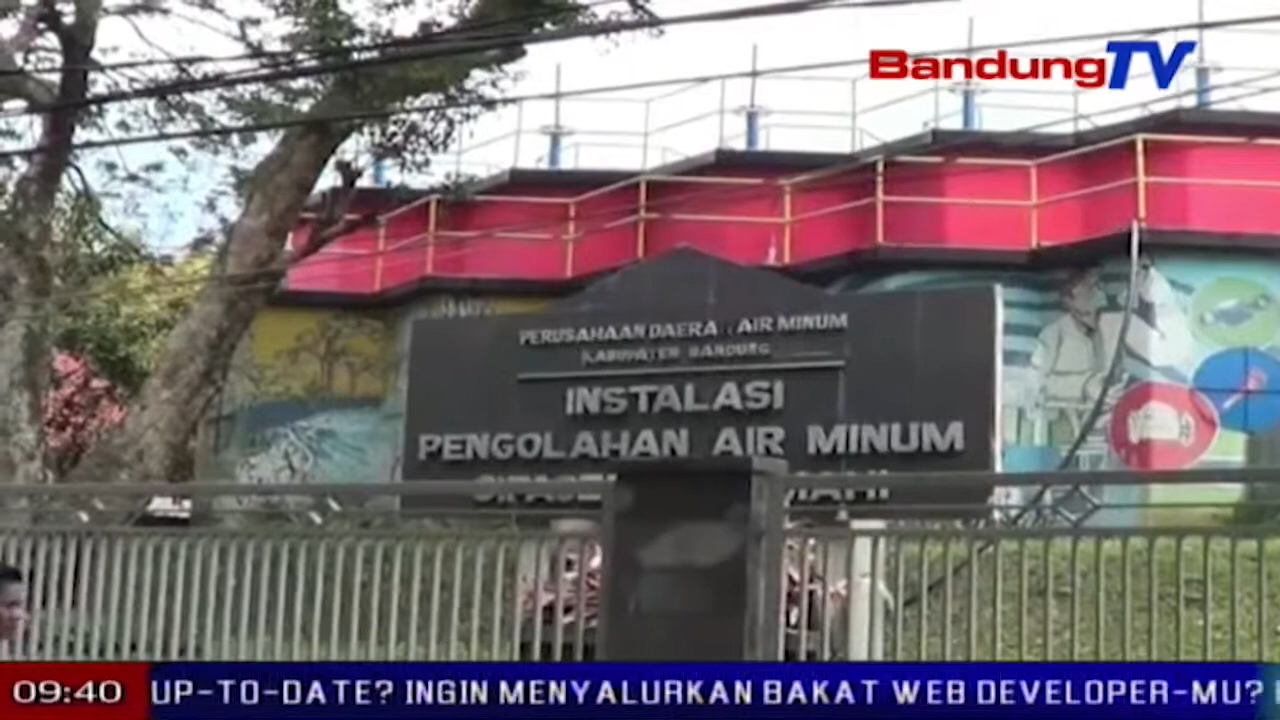 BandungTV
PERUSAHAAN DAERAH AIR MINUM
KABUPATEN BANDUNG
INSTALASI
PENGOLAHAN AIR MINUM
09:40
UP-TO-DATE? INGIN MENYALURKAN BAKAT WEB DEVELOPER-MU?